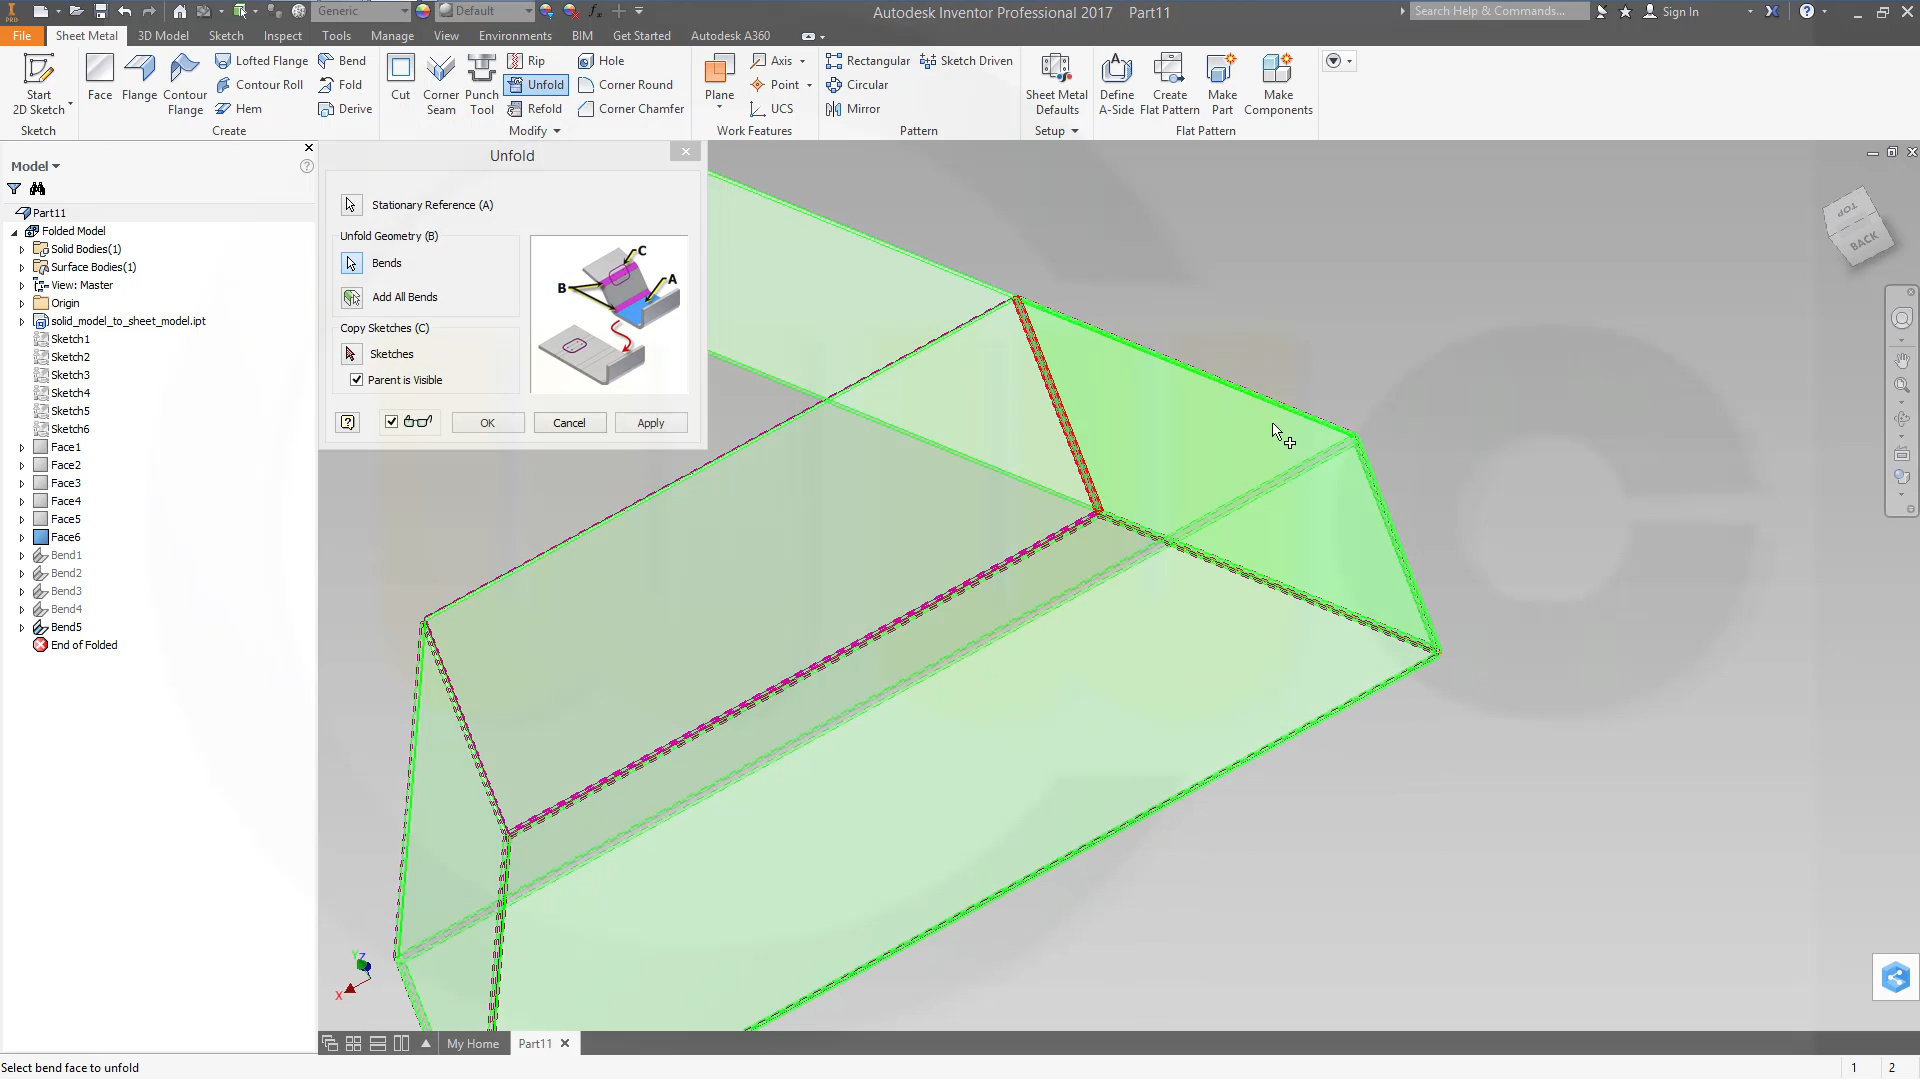 PRO
Generic
Default
fx
Autodesk Inventor Professional 2017 Part11
Search Help & Commands...
Sign In
File
Sheet Metal
3D Model
Sketch
Inspect
Tools
Manage
View
Environments
BIM
Get Started
Autodesk A360
Start
2D Sketch
Sketch
Face
Flange
Contour
Flange
Lofted Flange
Contour Roll
Hem
Bend
Fold
Derive
Create
Cut
Corner
Seam
Punch
Tool
Rip
Unfold
Refold
Hole
Corner Round
Corner Chamfer
Modify
Plane
Axis
Point
UCS
Work Features
Rectangular
Circular
Mirror
Sketch Driven
Pattern
Sheet Metal
Defaults
Setup
Define
A-Side
Create
Flat Pattern
Make
Part
Make
Components
Flat Pattern
Model
Part11
Folded Model
Solid Bodies(1)
Surface Bodies(1)
View: Master
Origin
solid_model_to_sheet_model.ipt
Sketch1
Sketch2
Sketch3
Sketch4
Sketch5
Sketch6
Face1
Face2
Face3
Face4
Face5
Face6
Bend1
Bend2
Bend3
Bend4
Bend5
End of Folded
Unfold
Stationary Reference (A)
Unfold Geometry (B)
Bends
Add All Bends
Copy Sketches (C)
Sketches
Parent is Visible
C
A
B
OK
Cancel
Apply
TOP
BACK
Y
Z
X
My Home
Part11
Select bend face to unfold
1
2